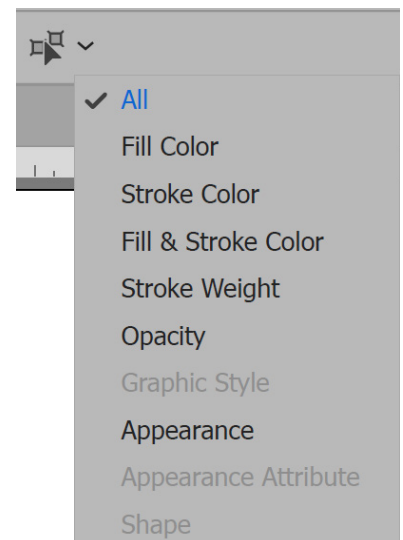 All
Fill Color
Stroke Color
Fill & Stroke Color
Stroke Weight
Opacity
Graphic Style
Appearance
Appearance Attribute
Shape